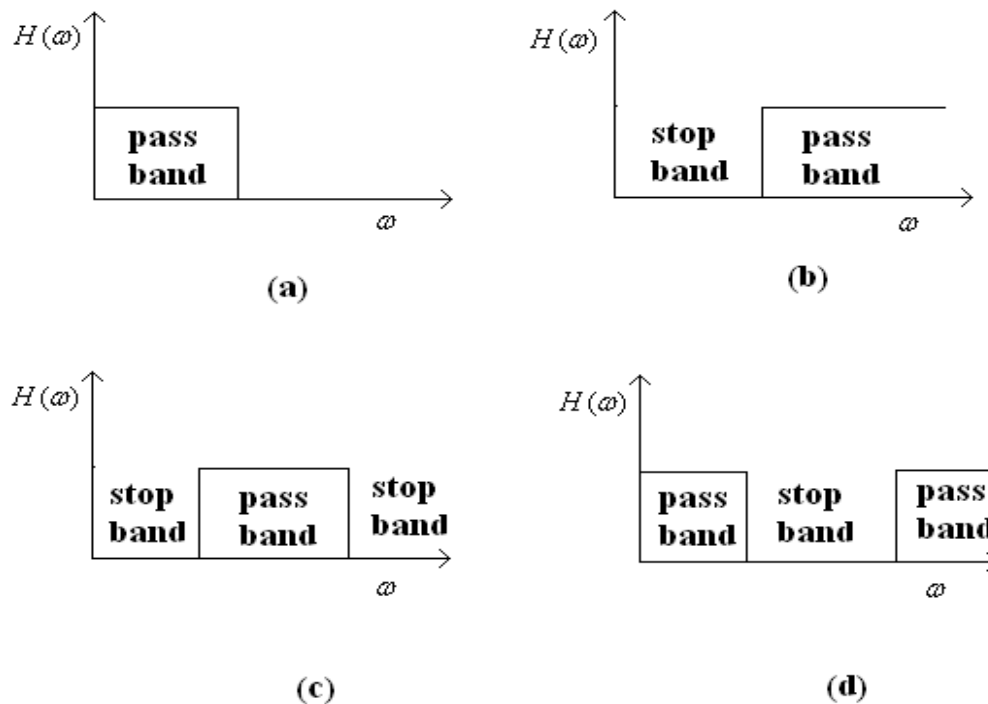 H(ω)
pass
band
ω
(a)
H(ω)
stop
band
pass
band
ω
(b)
H(ω)
stop
band
pass
band
stop
band
ω
(c)
H(ω)
pass
band
stop
band
pass
band
ω
(d)